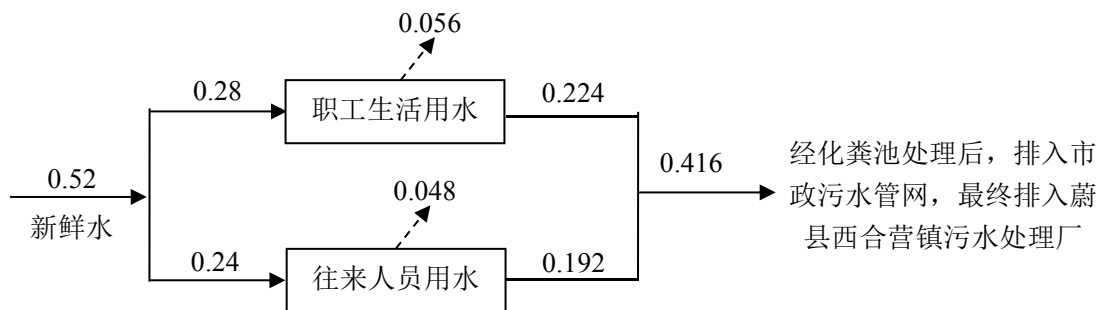 0.056
0.28
职工生活用水
0.224
0.52
新鲜水
0.048
0.416
经化粪池处理后，排入市
政污水管网，最终排入蔚
县西合营镇污水处理厂
0.24
往来人员用水
0.192